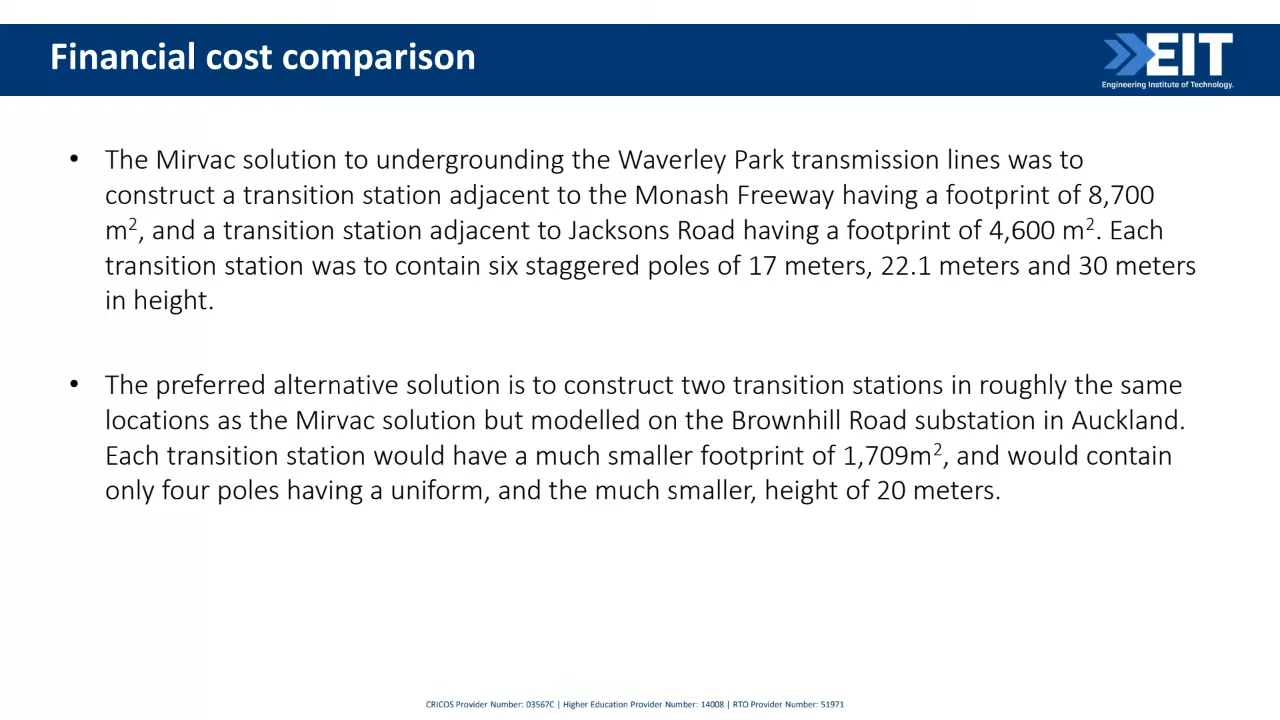 Financial cost comparison
EIT
Engineering Institute of Technology.
• The Mirvac solution to undergrounding the Waverley Park transmission lines was to
construct a transition station adjacent to the Monash Freeway having a footprint of 8,700
m², and a transition station adjacent to Jacksons Road having a footprint of 4,600 m². Each
transition station was to contain six staggered poles of 17 meters, 22.1 meters and 30 meters
in height.
• The preferred alternative solution is to construct two transition stations in roughly the same
locations as the Mirvac solution but modelled on the Brownhill Road substation in Auckland.
Each transition station would have a much smaller footprint of 1,709m², and would contain
only four poles having a uniform, and the much smaller, height of 20 meters.
CRICOS Provider Number: 03567C | Higher Education Provider Number: 14008 | RTO Provider Number: 51971